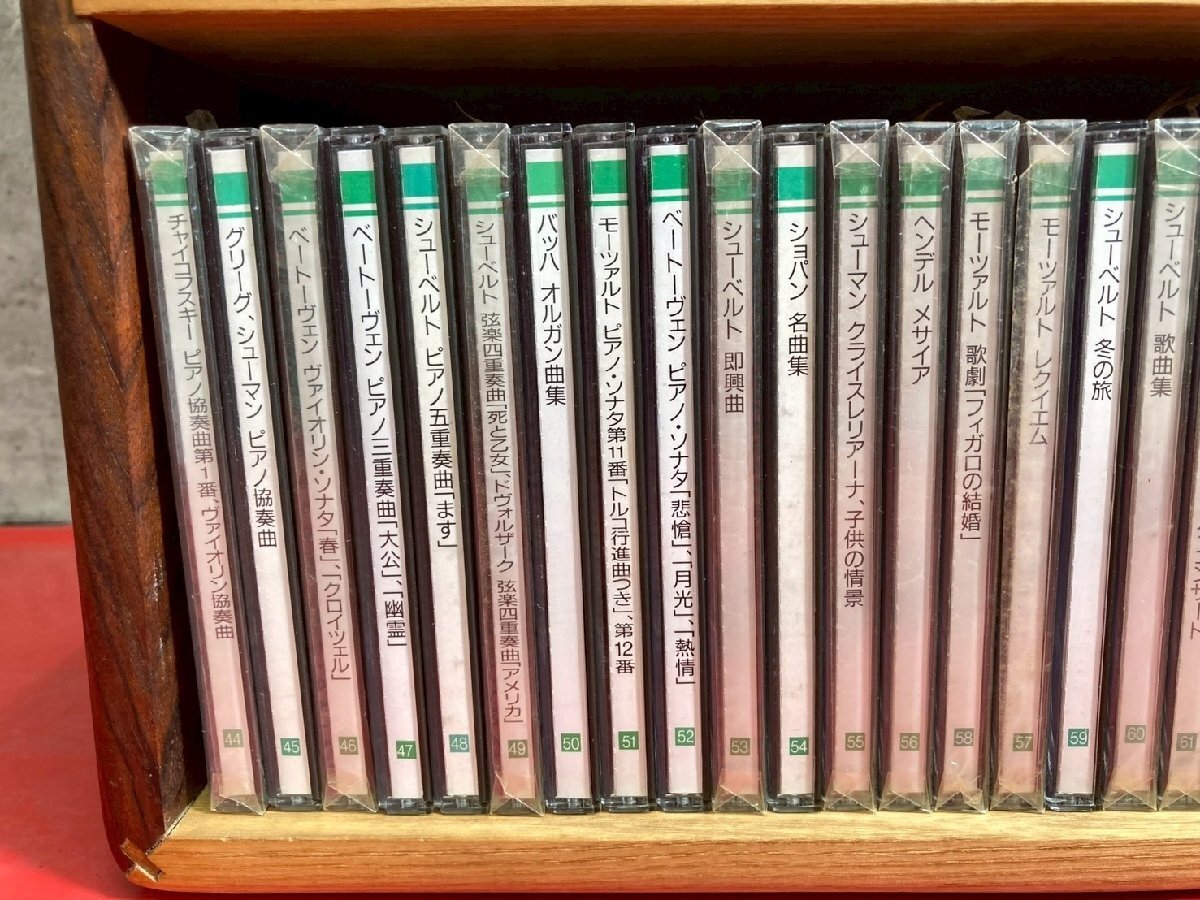 チャイコフスキー ピアノ協奏曲第1番、ヴァイオリン協奏曲
44
グリーグ、シューマン ピアノ協奏曲
45
ベートーヴェン ヴァイオリン・ソナタ「春」、「クロイツェル」
46
ベートーヴェン ピアノ三重奏曲「大公」、「幽霊」
47
シューベルト ピアノ五重奏曲「ます」
48
シューベルト 弦楽四重奏曲「死と乙女」、ドヴォルザーク 弦楽四重奏曲「アメリカ」
49
バッハ オルガン曲集
50
モーツァルト ピアノ・ソナタ第11番「トルコ行進曲つき」、第12番
51
ベートーヴェン ピアノ・ソナタ「悲愴」、「月光」、「熱情」
52
シューベルト 即興曲
53
ショパン 名曲集
54
シューマン クライスレリアーナ、子供の情景
55
ヘンデル メサイア
56
モーツァルト 歌劇「フィガロの結婚」
58
モーツァルト レクイエム
57
シューベルト 冬の旅
59
シューベルト 歌曲集
60
61